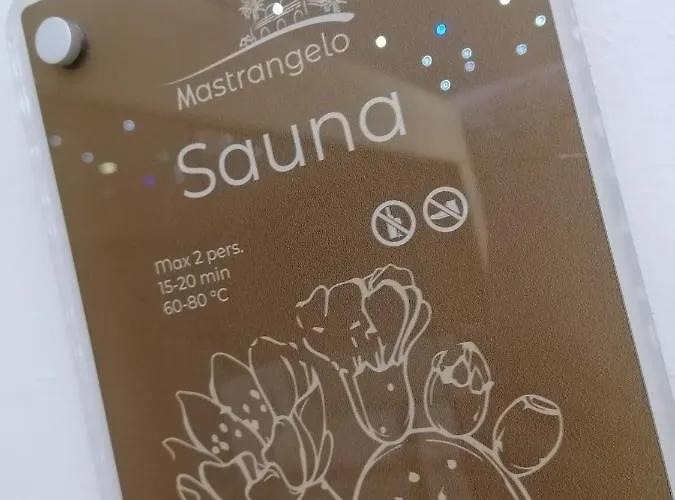 Mastrangelo
Sauna
max 2 pers.
15-20 min
60-80 °C